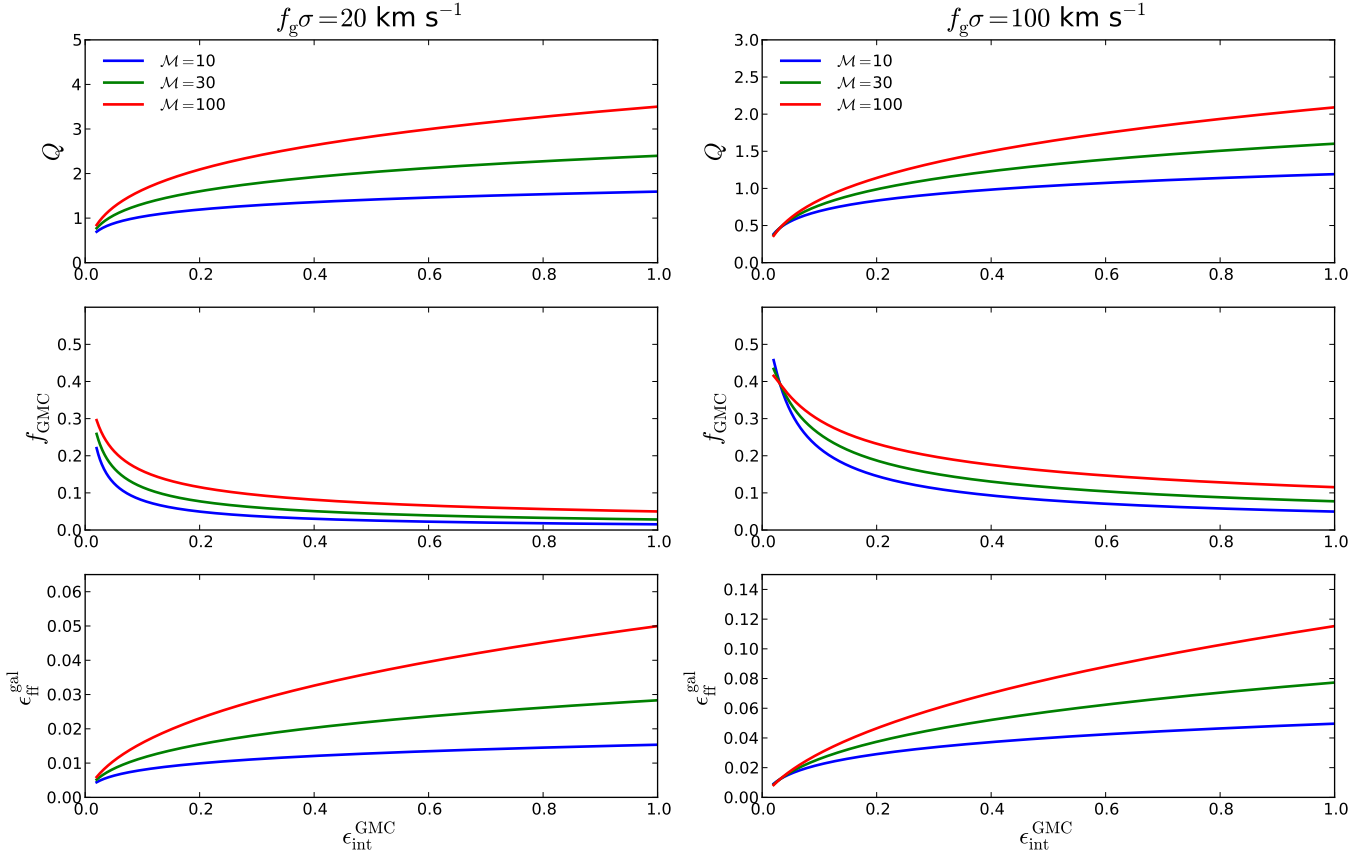 f_g σ = 20 km s⁻¹
5
4
3
2
1
0
Q
ℳ = 10
ℳ = 30
ℳ = 100
0.0 0.2 0.4 0.6 0.8 1.0
f_g σ = 100 km s⁻¹
3.0
2.5
2.0
1.5
1.0
0.5
0.0
Q
ℳ = 10
ℳ = 30
ℳ = 100
0.0 0.2 0.4 0.6 0.8 1.0
0.5
0.4
0.3
0.2
0.1
0.0
f_GMC
0.0 0.2 0.4 0.6 0.8 1.0
0.5
0.4
0.3
0.2
0.1
0.0
f_GMC
0.0 0.2 0.4 0.6 0.8 1.0
0.06
0.05
0.04
0.03
0.02
0.01
0.00
ϵ_ff^gal
0.0 0.2 0.4 0.6 0.8 1.0
ϵ_int^GMC
0.14
0.12
0.10
0.08
0.06
0.04
0.02
0.00
ϵ_ff^gal
0.0 0.2 0.4 0.6 0.8 1.0
ϵ_int^GMC